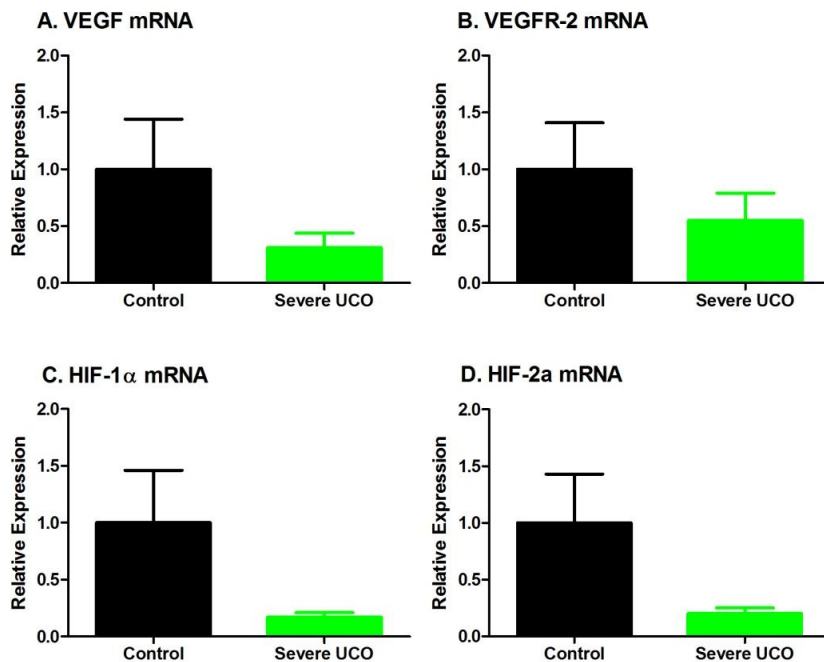 A. VEGF mRNA
Relative Expression
2.0
1.5
1.0
0.5
0.0
Control Severe UCO
B. VEGFR-2 mRNA
Relative Expression
2.0
1.5
1.0
0.5
0.0
Control Severe UCO
C. HIF-1α mRNA
Relative Expression
2.0
1.5
1.0
0.5
0.0
Control Severe UCO
D. HIF-2a mRNA
Relative Expression
2.0
1.5
1.0
0.5
0.0
Control Severe UCO